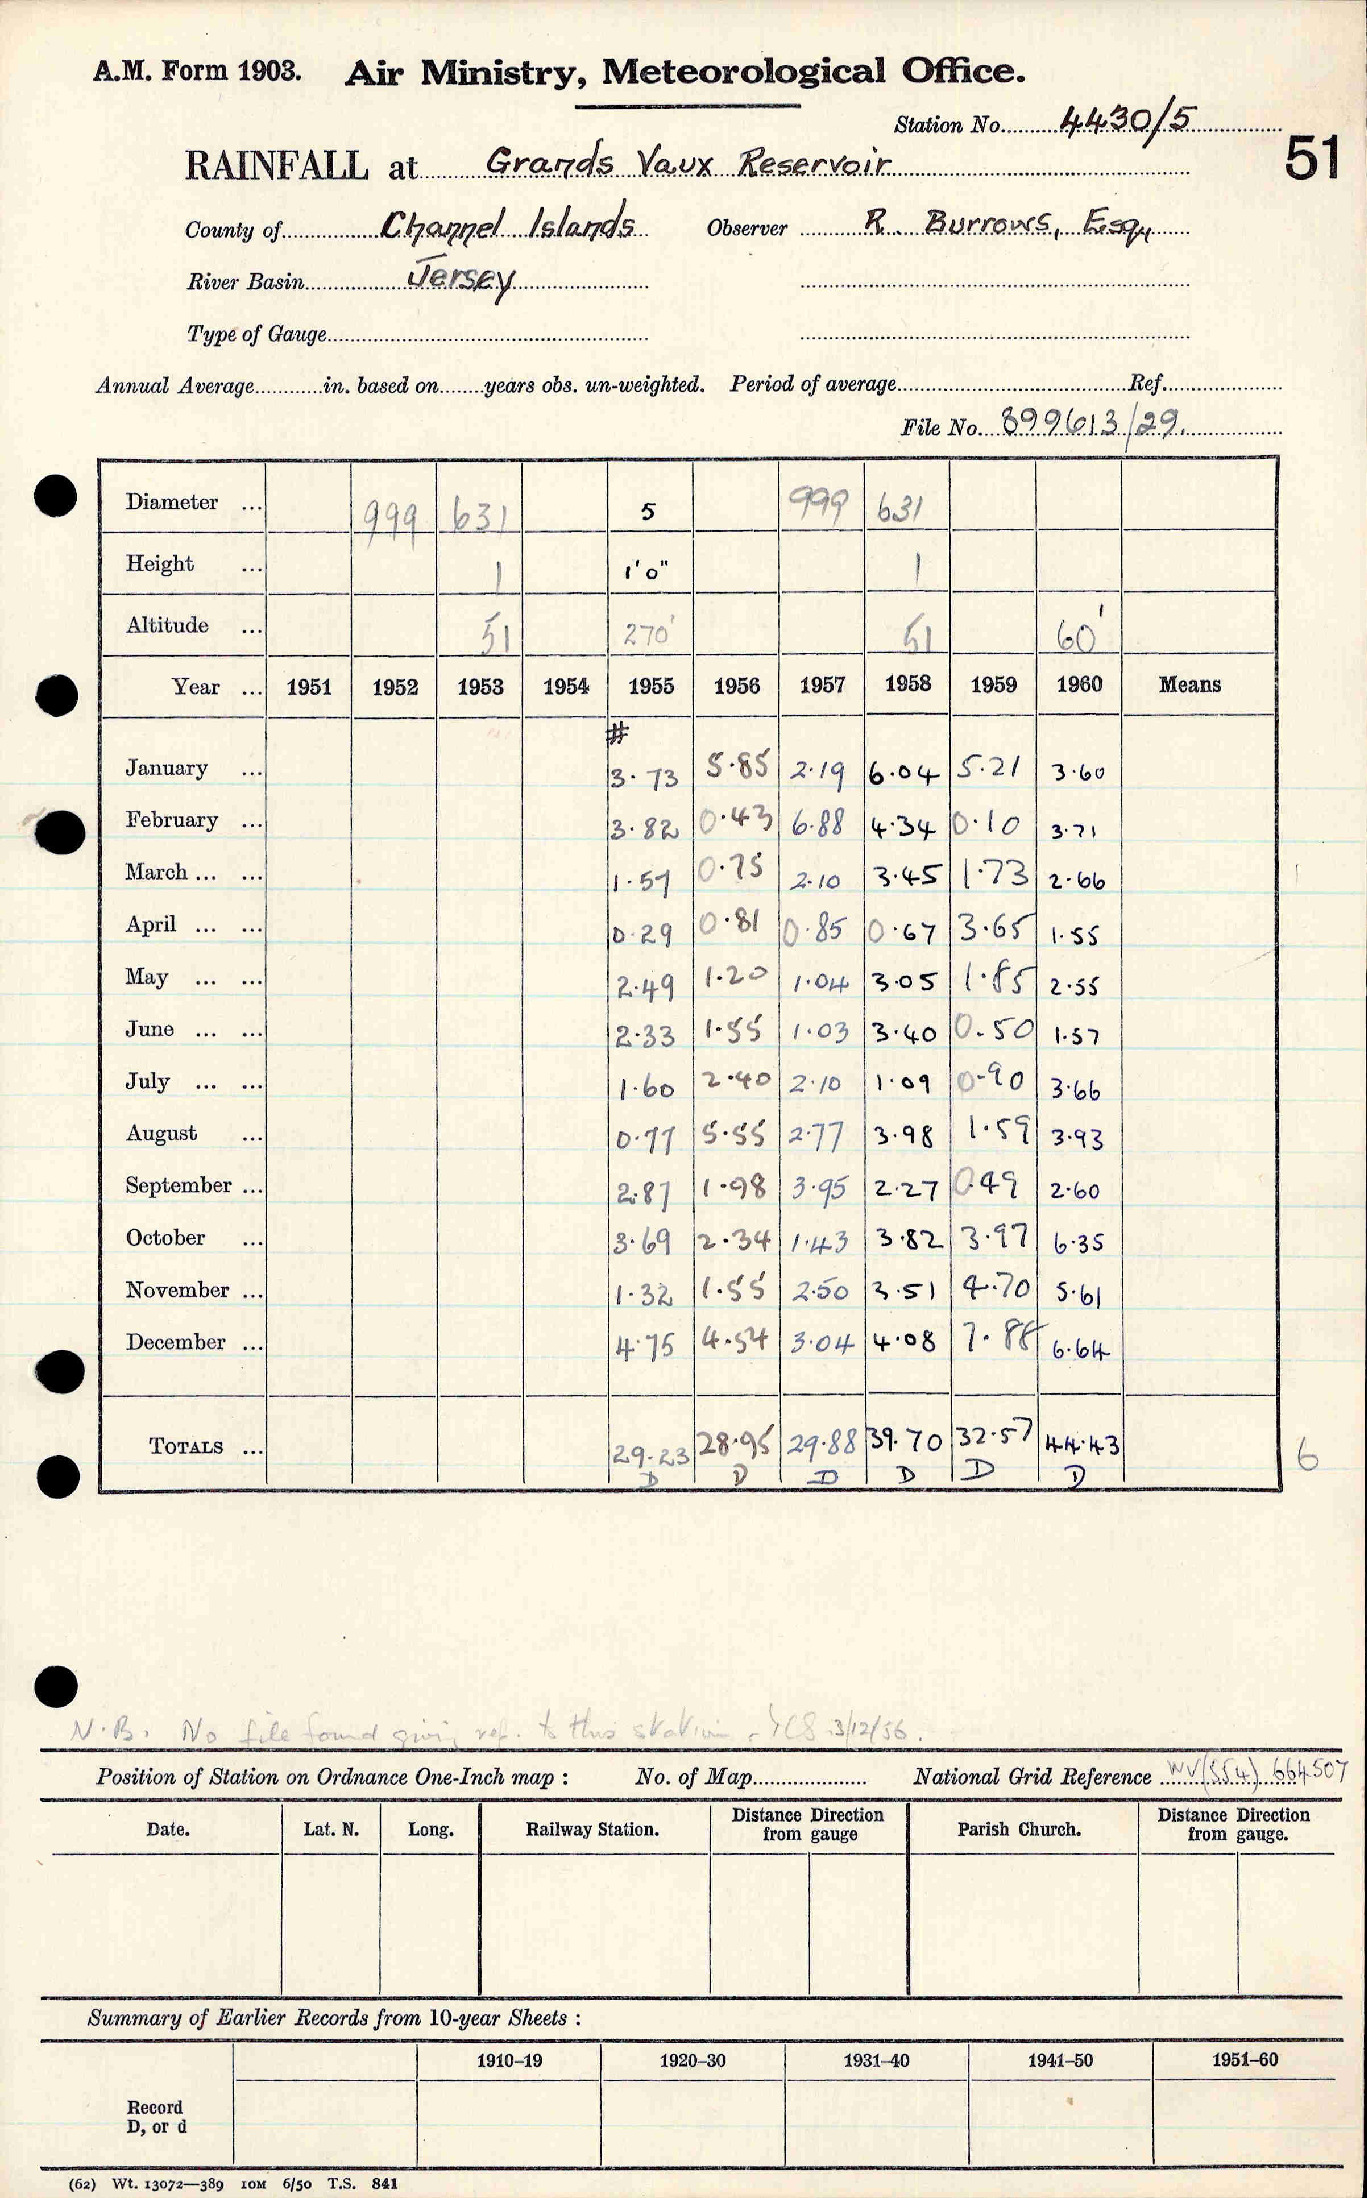 A.M. Form 1903. Air Ministry, Meteorological Office.
Station No. 4430/5
51
RAINFALL at Grands Vaux Reservoir
County of Channel Islands Observer R. Burrows, Esq.,
River Basin Jersey
Type of Gauge
Annual Average in. based on years obs. un-weighted. Period of average Ref.
File No. 899613/29.
Diameter ... 999 631 5 999 631
Height ... 1 1'0" 1
Altitude ... 51 270' 51 60'
Year ... 1951 1952 1953 1954 1955 1956 1957 1958 1959 1960 Means
#
January ... 3.73 5.85 2.19 6.04 5.21 3.60
February ... 3.82 0.43 6.88 4.34 0.10 3.71
March ... ... 1.57 0.75 2.10 3.45 1.73 2.66
April ... ... 0.29 0.81 0.85 0.67 3.65 1.55
May ... ... 2.49 1.20 1.04 3.05 1.85 2.55
June ... ... 2.33 1.55 1.03 3.40 0.50 1.57
July ... ... 1.60 2.40 2.10 1.09 0.90 3.66
August ... 0.77 5.55 2.77 3.98 1.59 3.93
September ... 2.87 1.98 3.95 2.27 0.49 2.60
October ... 3.69 2.34 1.43 3.82 3.97 6.35
November ... 1.32 1.55 2.50 3.51 4.70 5.61
December ... 4.75 4.54 3.04 4.08 7.88 6.64
TOTALS ... 29.23 28.95 29.88 39.70 32.57 44.43 6
D D D D D D
N.B. No file found giving ref. to this station - 3/12/56.
Position of Station on Ordnance One-Inch map : No. of Map National Grid Reference WV(554) 664507
Date. Lat. N. Long. Railway Station. Distance Direction from gauge Parish Church. Distance Direction from gauge.
Summary of Earlier Records from 10-year Sheets :
1910–19 1920–30 1931–40 1941–50 1951–60
Record
D, or d
(62) Wt. 13072—389 10M 6/50 T.S. 841